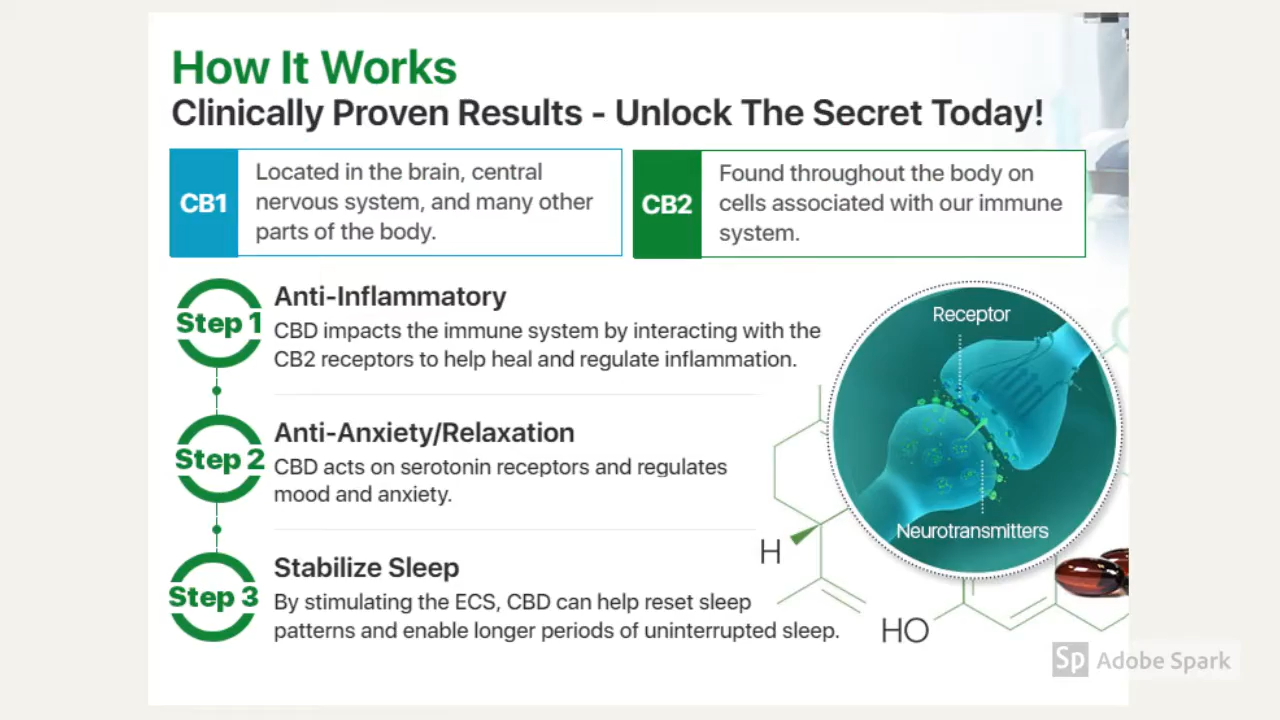 How It Works
Clinically Proven Results - Unlock The Secret Today!
CB1
Located in the brain, central
nervous system, and many other
parts of the body.
CB2
Found throughout the body on
cells associated with our immune
system.
Step 1
Anti-Inflammatory
CBD impacts the immune system by interacting with the
CB2 receptors to help heal and regulate inflammation.
Step 2
Anti-Anxiety/Relaxation
CBD acts on serotonin receptors and regulates
mood and anxiety.
Step 3
Stabilize Sleep
By stimulating the ECS, CBD can help reset sleep
patterns and enable longer periods of uninterrupted sleep.
Receptor
Neurotransmitters
H
HO
Sp Adobe Spark